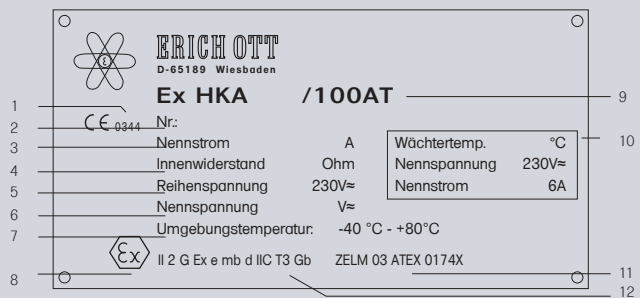 ε
ERICH OTT
D-65189 Wiesbaden
Ex HKA /100AT
9
1
CE 0344
2
Nr.:
3
Nennstrom A
4
Innenwiderstand Ohm
5
Reihenspannung 230V≂
6
Nennspannung V≂
7
Umgebungstemperatur: -40 °C - +80°C
Wächtertemp. °C
Nennspannung 230V≂
Nennstrom 6A
10
Ex
8
II 2 G Ex e mb d IIC T3 Gb ZELM 03 ATEX 0174X
11
12